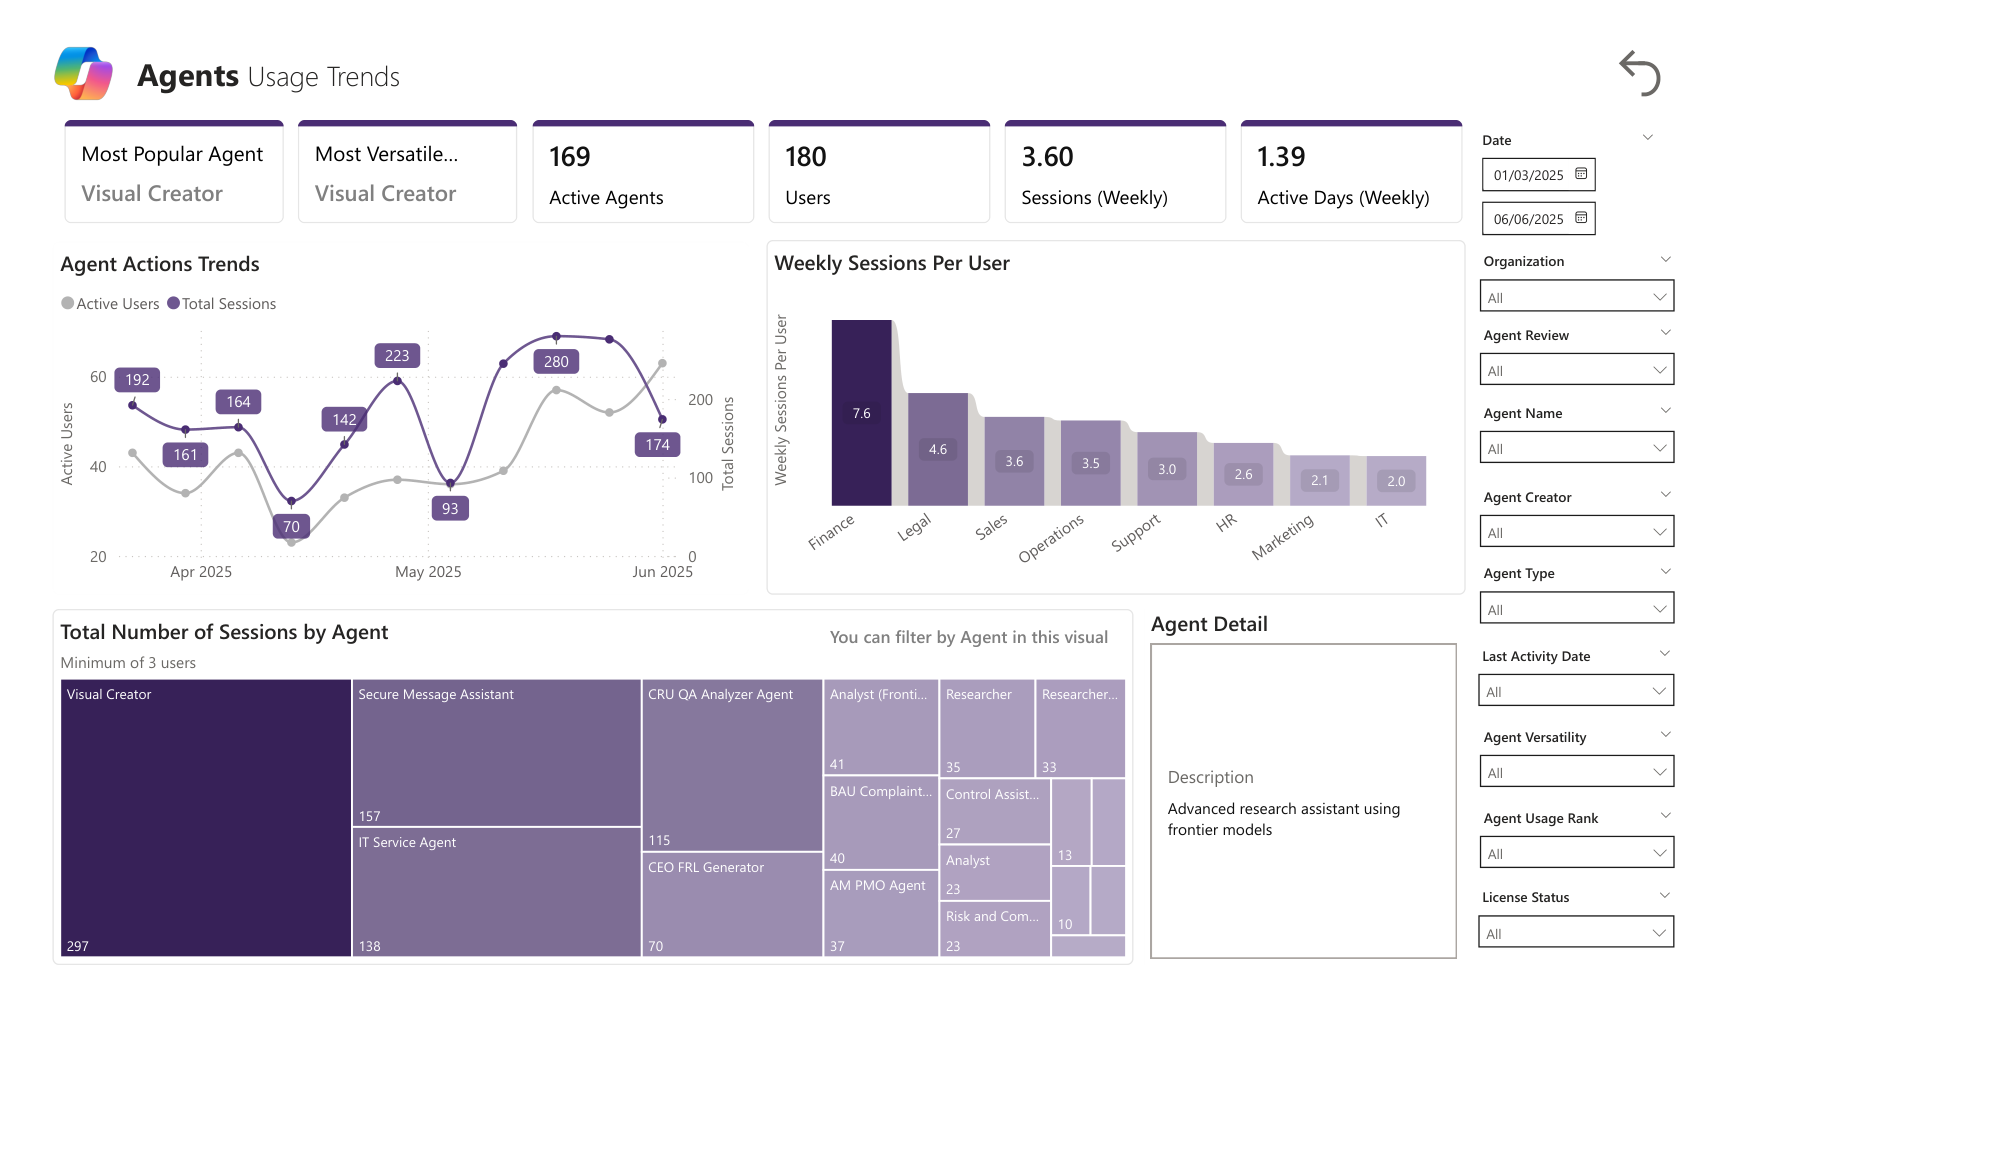 Agents Usage Trends
Most Popular Agent
Visual Creator
Most Versatile...
Visual Creator
169
Active Agents
180
Users
3.60
Sessions (Weekly)
1.39
Active Days (Weekly)
Agent Actions Trends
Active Users Total Sessions
Active Users
60
40
20
192
161
164
70
142
223
93
280
174
200
100
0
Total Sessions
Apr 2025
May 2025
Jun 2025
Weekly Sessions Per User
Weekly Sessions Per User
7.6
4.6
3.6
3.5
3.0
2.6
2.1
2.0
Finance
Legal
Sales
Operations
Support
HR
Marketing
IT
Total Number of Sessions by Agent
You can filter by Agent in this visual
Minimum of 3 users
Visual Creator
297
Secure Message Assistant
157
IT Service Agent
138
CRU QA Analyzer Agent
115
CEO FRL Generator
70
Analyst (Fronti...
41
BAU Complaint...
40
AM PMO Agent
37
Researcher
35
Researcher...
33
Control Assist...
27
Analyst
23
Risk and Com...
23
13
10
Agent Detail
Description
Advanced research assistant using
frontier models
Date
01/03/2025
06/06/2025
Organization
All
Agent Review
All
Agent Name
All
Agent Creator
All
Agent Type
All
Last Activity Date
All
Agent Versatility
All
Agent Usage Rank
All
License Status
All